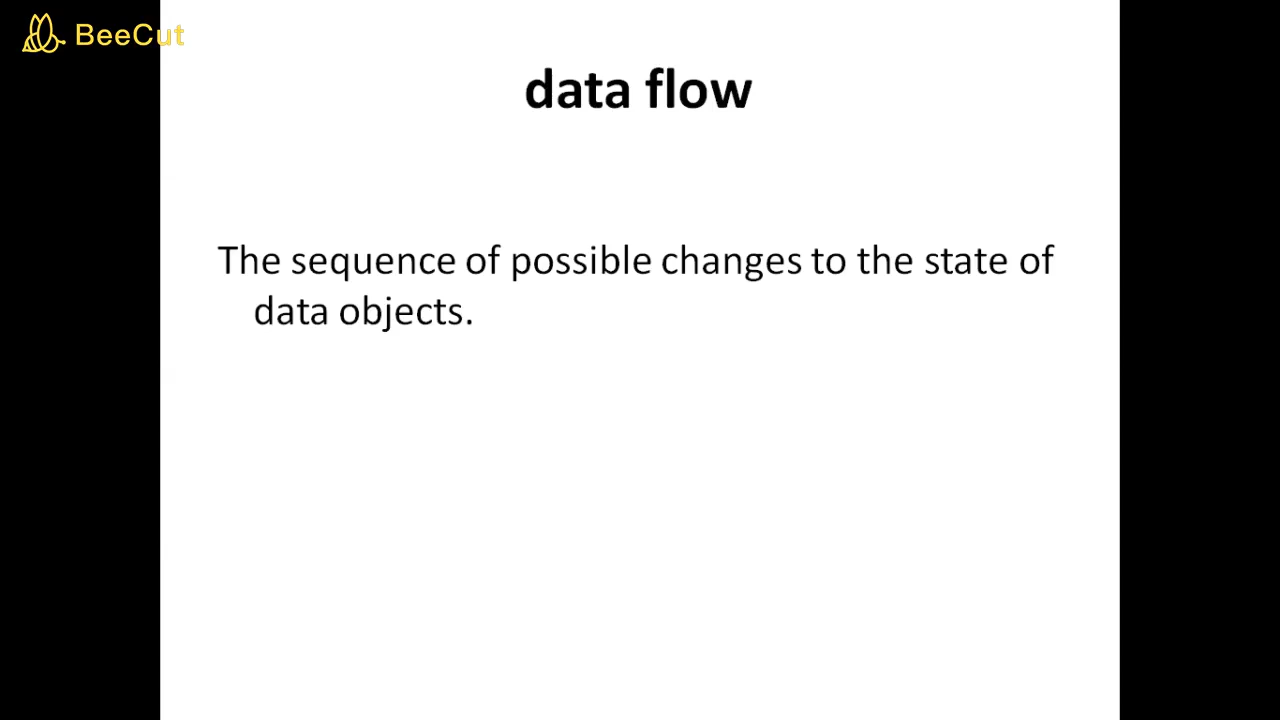 BeeCut
data flow
The sequence of possible changes to the state of
data objects.